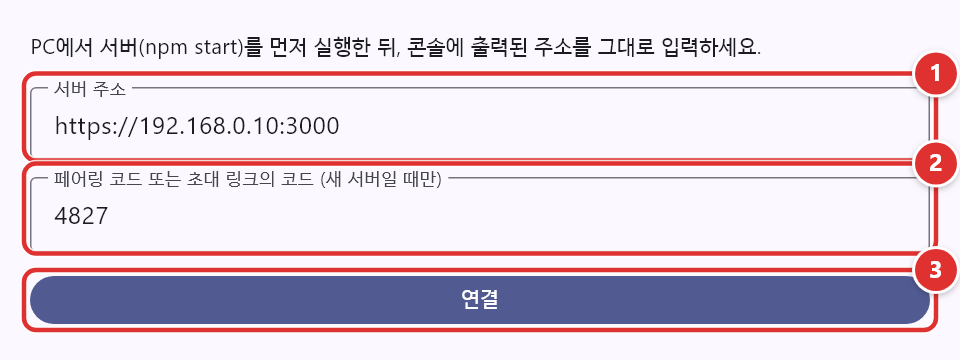 PC에서 서버(npm start)를 먼저 실행한 뒤, 콘솔에 출력된 주소를 그대로 입력하세요.
1
서버 주소
https://192.168.0.10:3000
2
페어링 코드 또는 초대 링크의 코드 (새 서버일 때만)
4827
3
연결